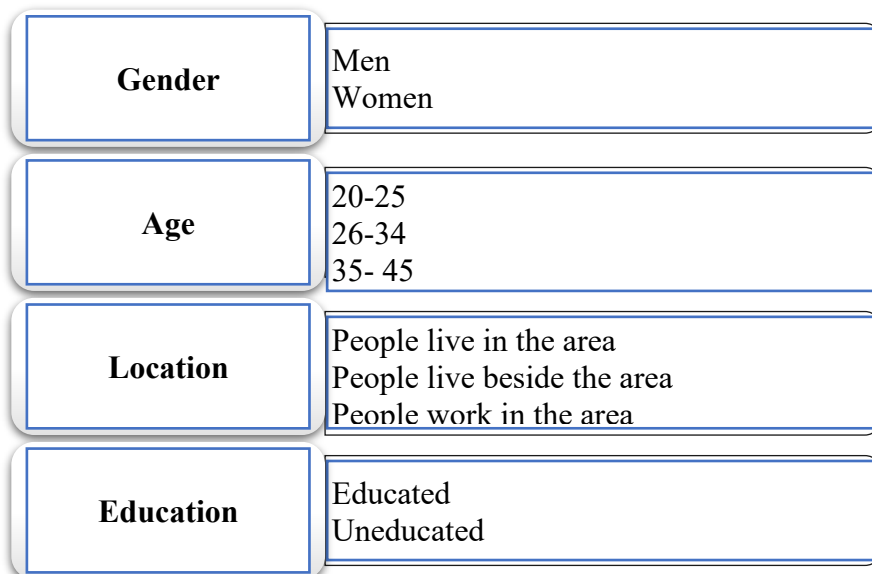 Gender
Men
Women
Age
20-25
26-34
35- 45
Location
People live in the area
People live beside the area
People work in the area
Education
Educated
Uneducated